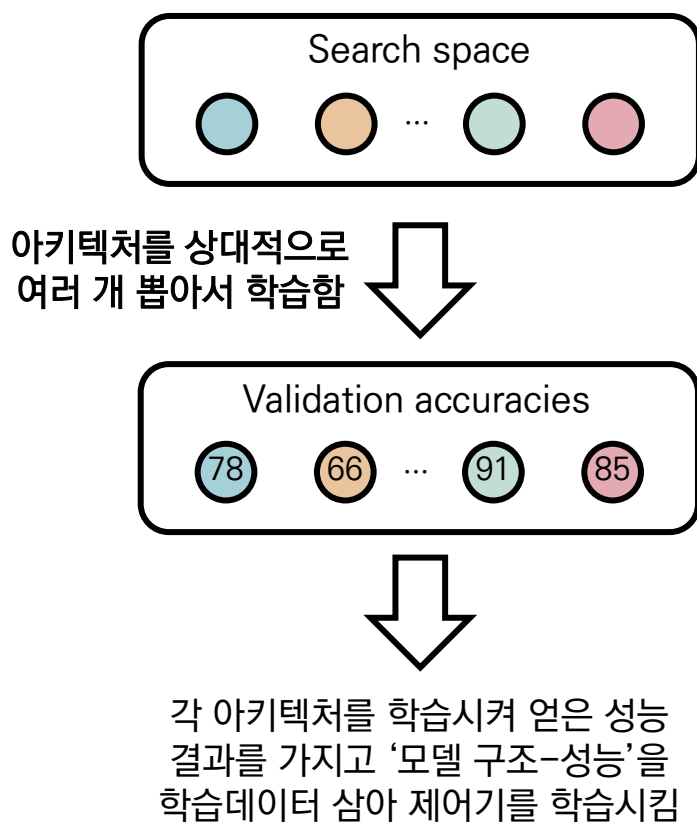 Search space
...
아키텍처를 상대적으로
여러 개 뽑아서 학습함
Validation accuracies
78 66 ... 91 85
각 아키텍처를 학습시켜 얻은 성능
결과를 가지고 ‘모델 구조-성능’을
학습데이터 삼아 제어기를 학습시킴